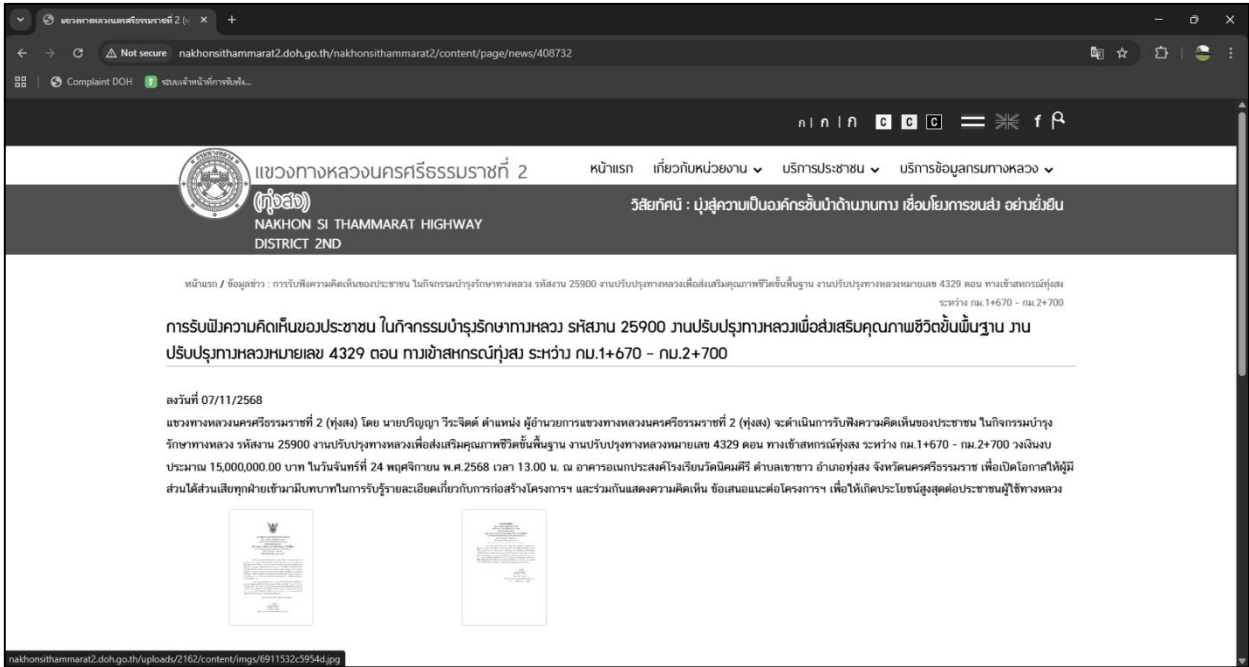 แขวงทางหลวงนครศรีธรรมราชที่ 2 (ทุ
Not secure nakhonsithammarat2.doh.go.th/nakhonsithammarat2/content/page/news/408732
Complaint DOH ระบบเจ้าหน้าที่การรับฟัง...
ก | ก | ก C C C f
แขวงทางหลวงนครศรีธรรมราชที่ 2
หน้าแรก เกี่ยวกับหน่วยงาน บริการประชาชน บริการข้อมูลกรมทางหลวง
(ทุ่งสง)
NAKHON SI THAMMARAT HIGHWAY
DISTRICT 2ND
วิสัยทัศน์ : มุ่งสู่ความเป็นองค์กรชั้นนำด้านงานทาง เชื่อมโยงการขนส่ง อย่างยั่งยืน
หน้าแรก / ข้อมูลข่าว : การรับฟังความคิดเห็นของประชาชน ในกิจกรรมบำรุงรักษาทางหลวง รหัสงาน 25900 งานปรับปรุงทางหลวงเพื่อส่งเสริมคุณภาพชีวิตขั้นพื้นฐาน งานปรับปรุงทางหลวงหมายเลข 4329 ตอน ทางเข้าสหกรณ์ทุ่งสง
ระหว่าง กม.1+670 - กม.2+700
การรับฟังความคิดเห็นของประชาชน ในกิจกรรมบำรุงรักษาทางหลวง รหัสงาน 25900 งานปรับปรุงทางหลวงเพื่อส่งเสริมคุณภาพชีวิตขั้นพื้นฐาน งาน
ปรับปรุงทางหลวงหมายเลข 4329 ตอน ทางเข้าสหกรณ์ทุ่งสง ระหว่าง กม.1+670 - กม.2+700
ลงวันที่ 07/11/2568
แขวงทางหลวงนครศรีธรรมราชที่ 2 (ทุ่งสง) โดย นายปริญญา วีระจิตต์ ตำแหน่ง ผู้อำนวยการแขวงทางหลวงนครศรีธรรมราชที่ 2 (ทุ่งสง) จะดำเนินการรับฟังความคิดเห็นของประชาชน ในกิจกรรมบำรุง
รักษาทางหลวง รหัสงาน 25900 งานปรับปรุงทางหลวงเพื่อส่งเสริมคุณภาพชีวิตขั้นพื้นฐาน งานปรับปรุงทางหลวงหมายเลข 4329 ตอน ทางเข้าสหกรณ์ทุ่งสง ระหว่าง กม.1+670 - กม.2+700 วงเงินงบ
ประมาณ 15,000,000.00 บาท ในวันจันทร์ที่ 24 พฤศจิกายน พ.ศ.2568 เวลา 13.00 น. ณ อาคารอเนกประสงค์โรงเรียนวัดนิคมคีรี ตำบลเขาขาว อำเภอทุ่งสง จังหวัดนครศรีธรรมราช เพื่อเปิดโอกาสให้ผู้มี
ส่วนได้ส่วนเสียทุกฝ่ายเข้ามามีบทบาทในการรับรู้รายละเอียดเกี่ยวกับการก่อสร้างโครงการฯ และร่วมกันแสดงความคิดเห็น ข้อเสนอแนะต่อโครงการฯ เพื่อให้เกิดประโยชน์สูงสุดต่อประชาชนผู้ใช้ทางหลวง
nakhonsithammarat2.doh.go.th/uploads/2162/content/imgs/6911532c5954d.jpg